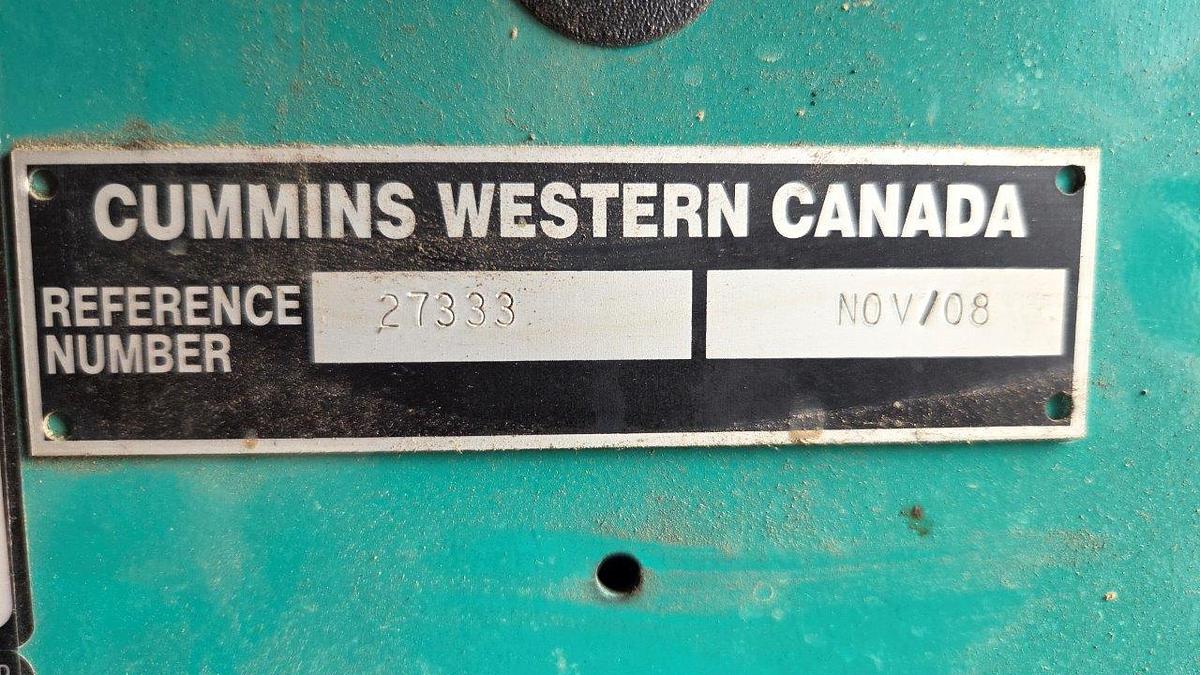 CUMMINS WESTERN CANADA
REFERENCE NUMBER 27333 NOV/08